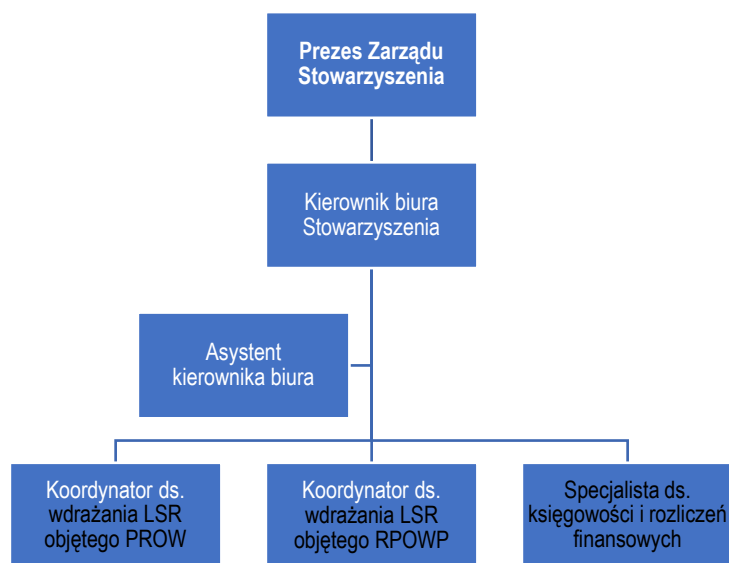 Prezes Zarządu
Stowarzyszenia
Kierownik biura
Stowarzyszenia
Asystent
kierownika biura
Koordynator ds.
wdrażania LSR
objętego PROW
Koordynator ds.
wdrażania LSR
objętego RPOWP
Specjalista ds.
księgowości i rozliczeń
finansowych